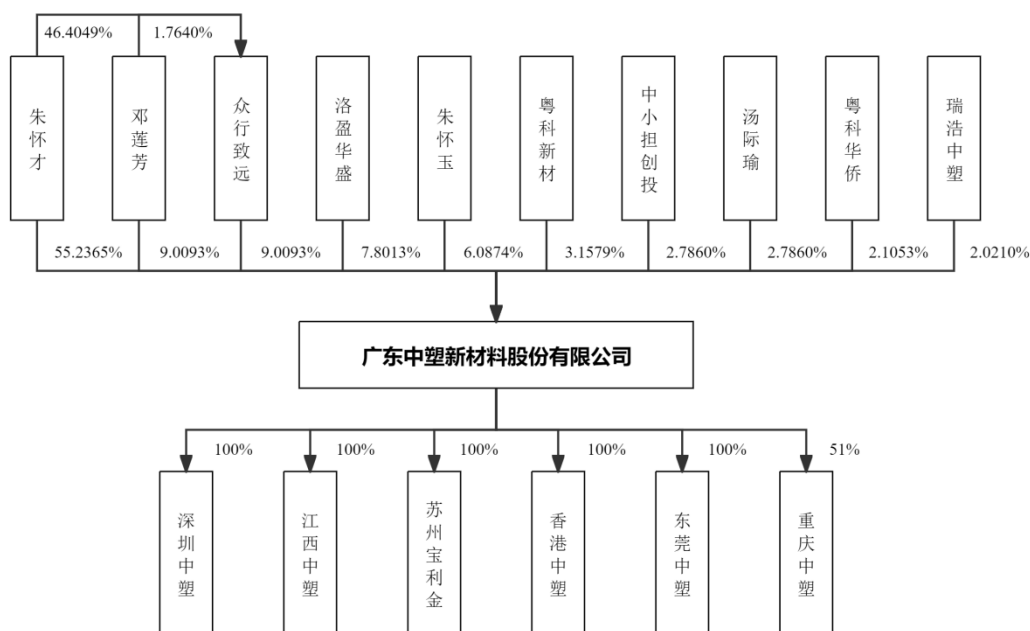 46.4049%
1.7640%
朱怀才
邓莲芳
众行致远
洛盈华盛
朱怀玉
粤科新材
中小担创投
汤际瑜
粤科华侨
瑞浩中塑
55.2365%
9.0093%
9.0093%
7.8013%
6.0874%
3.1579%
2.7860%
2.7860%
2.1053%
2.0210%
广东中塑新材料股份有限公司
100%
100%
100%
100%
100%
51%
深圳中塑
江西中塑
苏州宝利金
香港中塑
东莞中塑
重庆中塑